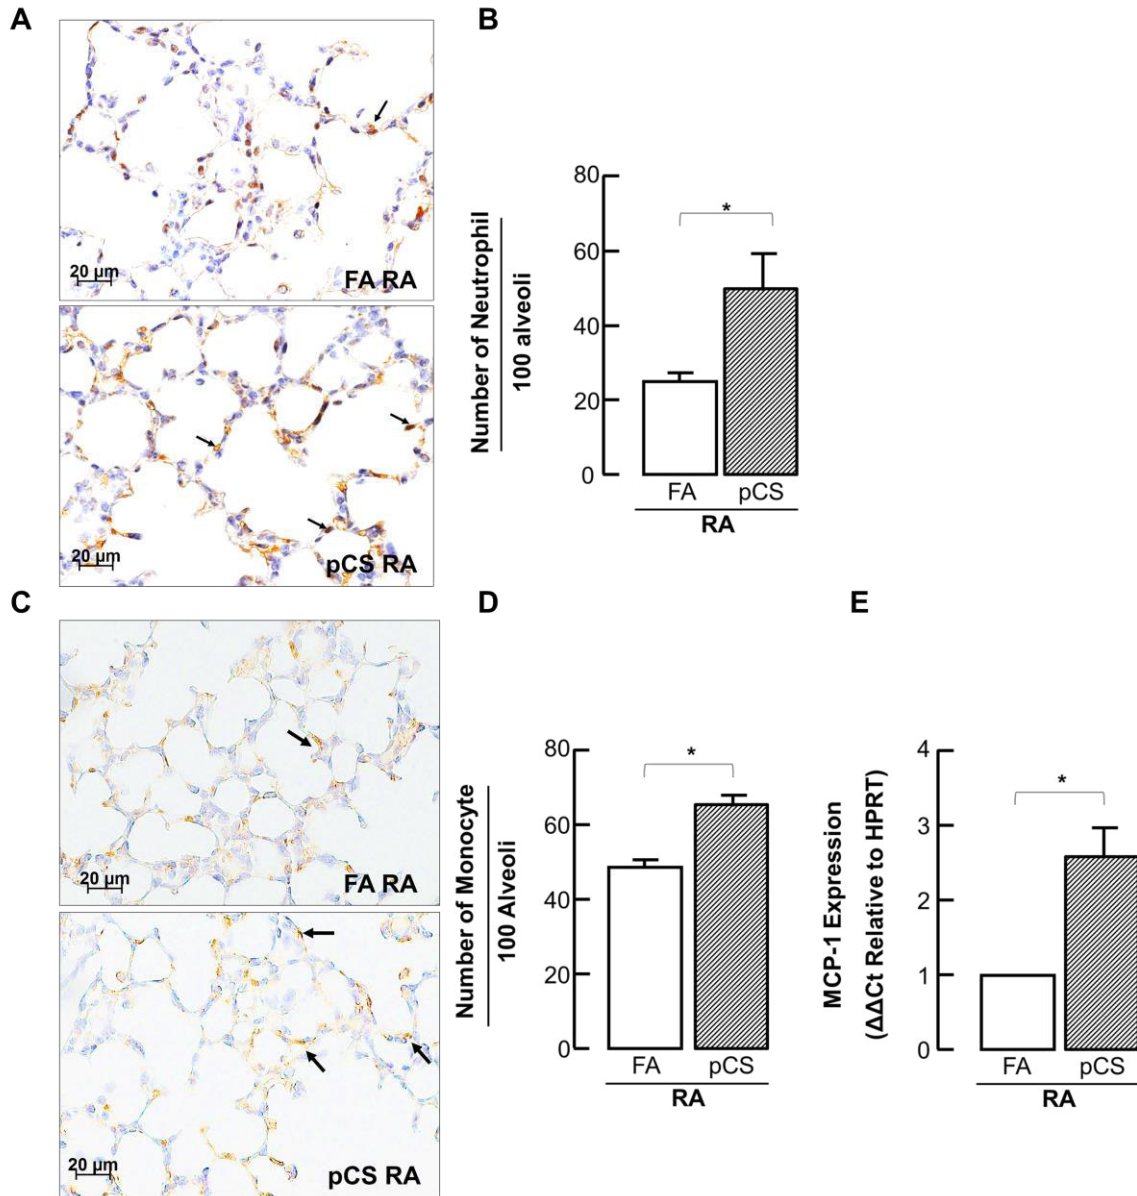 A
20 µm
FA RA
20 µm
pCS RA
B
Number of Neutrophil
100 alveoli
80
60
40
20
0
*
FA
pCS
RA
C
20 µm
FA RA
20 µm
pCS RA
D
Number of Monocyte
100 Alveoli
80
60
40
20
0
*
FA
pCS
RA
E
MCP-1 Expression
(ΔΔCt Relative to HPRT)
4
3
2
1
0
*
FA
pCS
RA